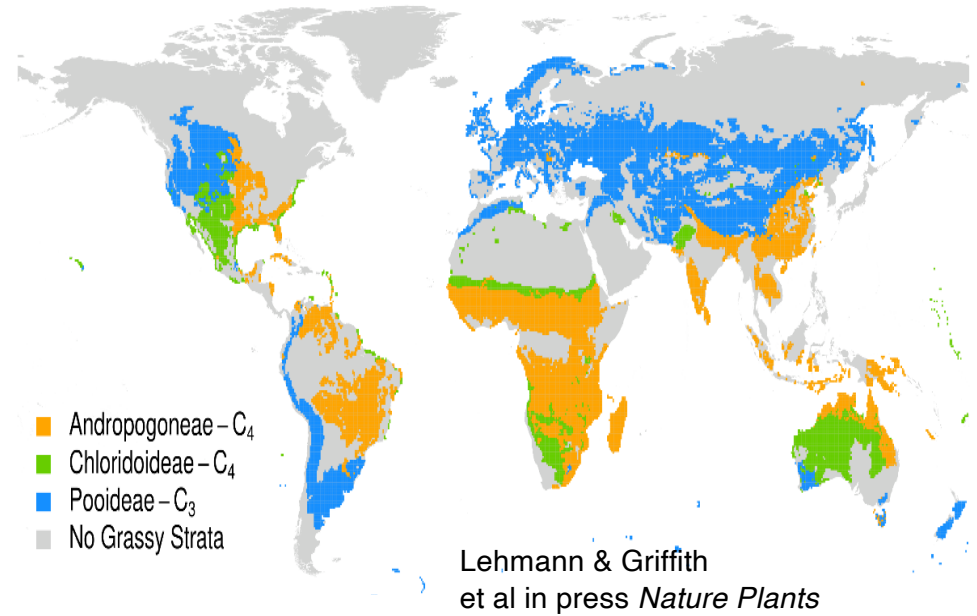 Andropogoneae – C₄
Chloridoideae – C₄
Pooideae – C₃
No Grassy Strata
Lehmann & Griffith
et al in press Nature Plants